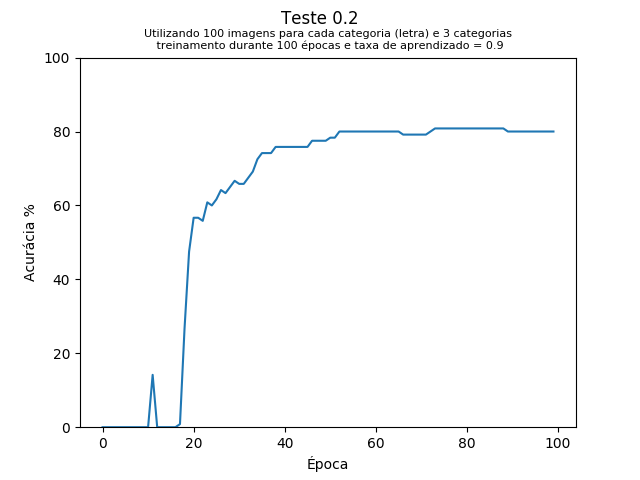 Teste 0.2
Utilizando 100 imagens para cada categoria (letra) e 3 categorias
treinamento durante 100 épocas e taxa de aprendizado = 0.9
100
80
60
40
20
0
Acurácia %
0 20 40 60 80 100
Época